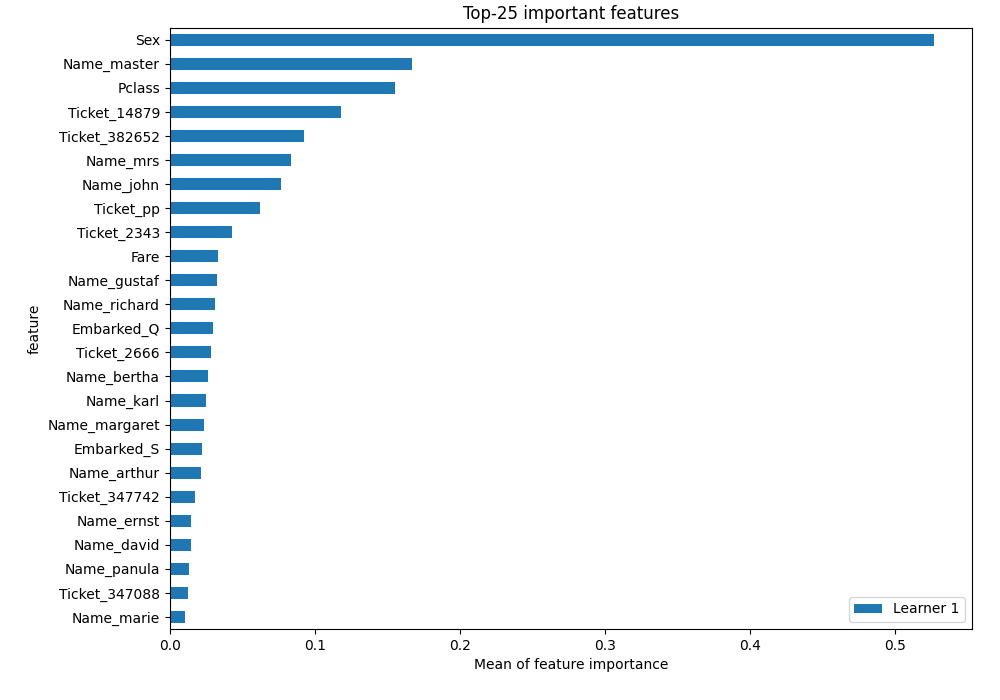 Top-25 important features
Sex
Name_master
Pclass
Ticket_14879
Ticket_382652
Name_mrs
Name_john
Ticket_pp
Ticket_2343
Fare
Name_gustaf
Name_richard
Embarked_Q
Ticket_2666
Name_bertha
Name_karl
Name_margaret
Embarked_S
Name_arthur
Ticket_347742
Name_ernst
Name_david
Name_panula
Ticket_347088
Name_marie
feature
Learner 1
0.0 0.1 0.2 0.3 0.4 0.5
Mean of feature importance